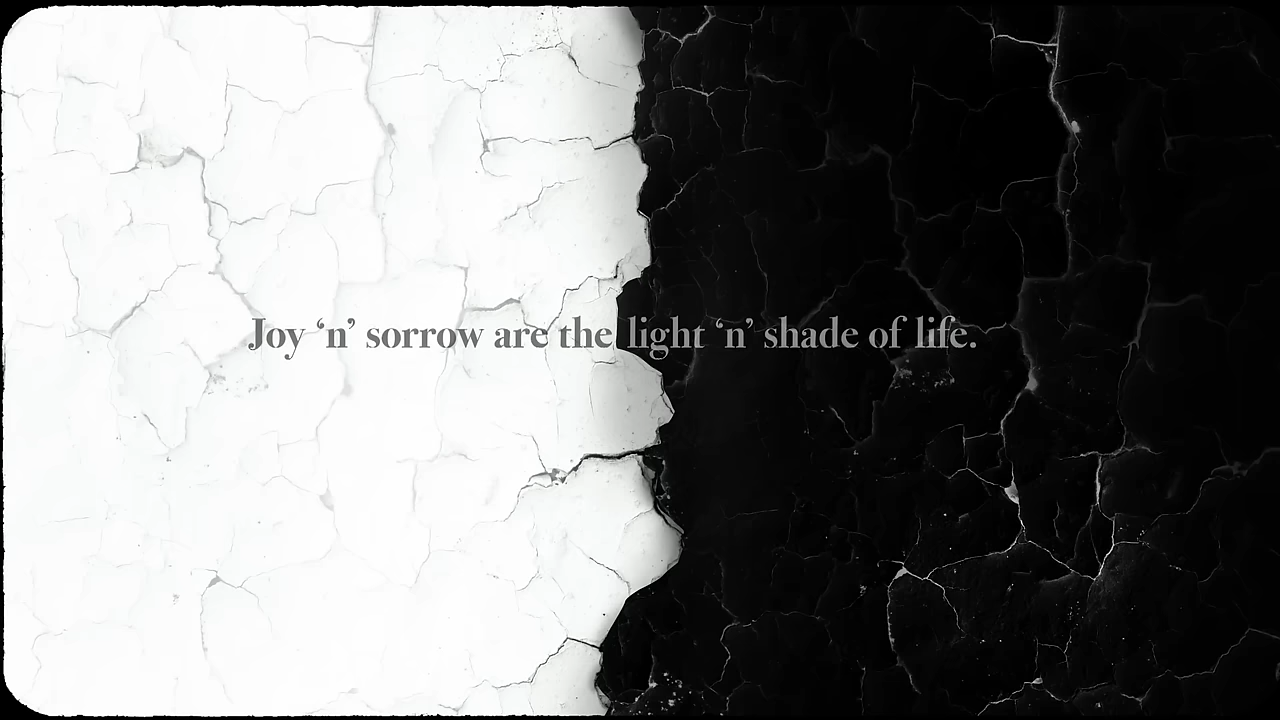 Joy ‘n’ sorrow are the light ‘n’ shade of life.